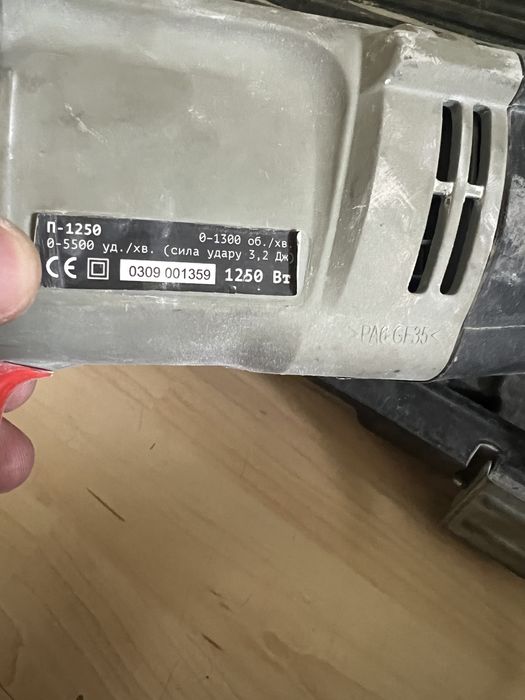 П-1250
0-1300 об./хв.
0-5500 уд./хв. (сила удару 3,2 Дж)
CE 0309 001359 1250 Вт
>PA6 GF35<